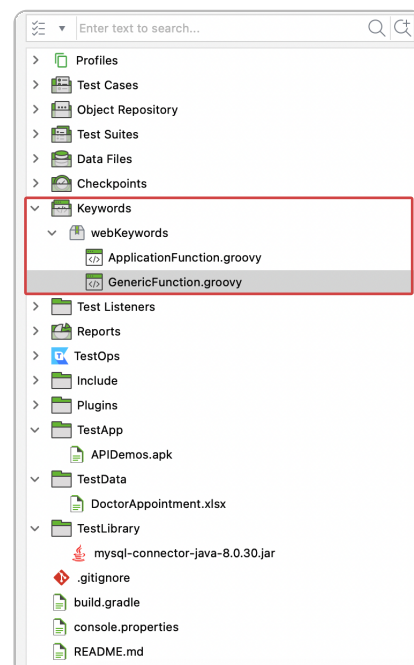 Enter text to search...
Profiles
Test Cases
Object Repository
Test Suites
Data Files
Checkpoints
Keywords
webKeywords
ApplicationFunction.groovy
GenericFunction.groovy
Test Listeners
Reports
TestOps
Include
Plugins
TestApp
APIDemos.apk
TestData
DoctorAppointment.xlsx
TestLibrary
mysql-connector-java-8.0.30.jar
.gitignore
build.gradle
console.properties
README.md